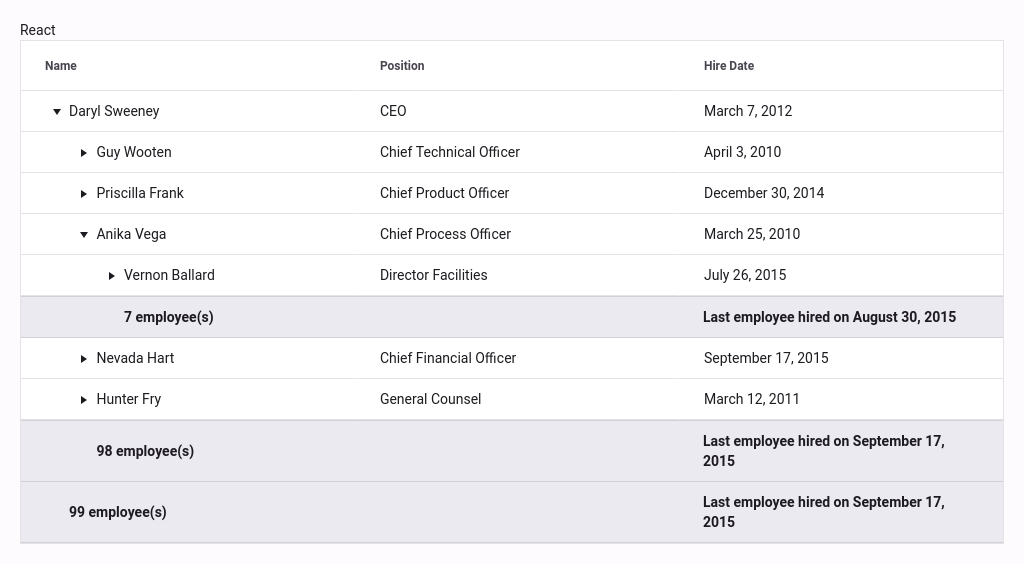 React
Name Position Hire Date
Daryl Sweeney CEO March 7, 2012
Guy Wooten Chief Technical Officer April 3, 2010
Priscilla Frank Chief Product Officer December 30, 2014
Anika Vega Chief Process Officer March 25, 2010
Vernon Ballard Director Facilities July 26, 2015
7 employee(s) Last employee hired on August 30, 2015
Nevada Hart Chief Financial Officer September 17, 2015
Hunter Fry General Counsel March 12, 2011
98 employee(s) Last employee hired on September 17,
2015
99 employee(s) Last employee hired on September 17,
2015